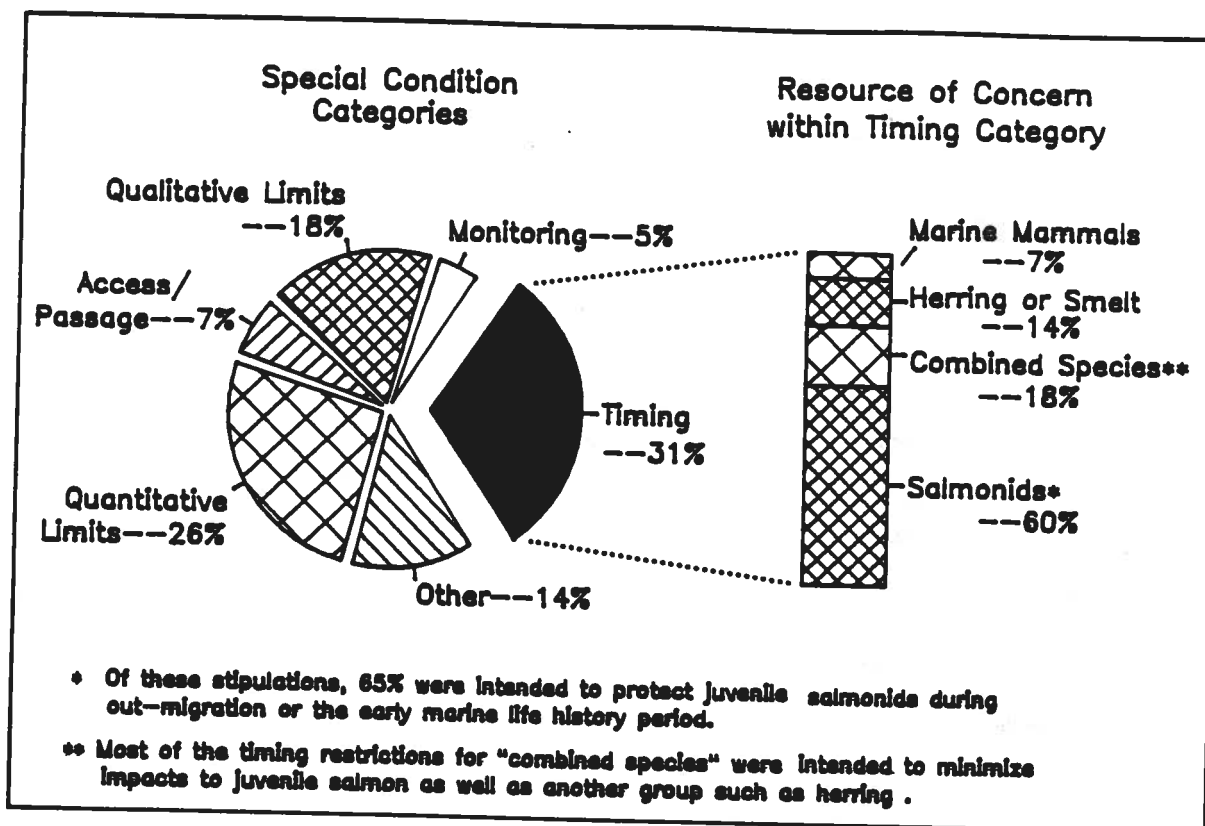 Special Condition
Categories
Resource of Concern
within Timing Category
Qualitative Limits
--18%
Monitoring--5%
Access/
Passage--7%
Timing
--31%
Quantitative
Limits--26%
Other--14%
Marine Mammals
--7%
Herring or Smelt
--14%
Combined Species**
--18%
Salmonids*
--60%
* Of these stipulations, 65% were intended to protect juvenile salmonids during
out-migration or the early marine life history period.
** Most of the timing restrictions for "combined species" were intended to minimize
impacts to juvenile salmon as well as another group such as herring .